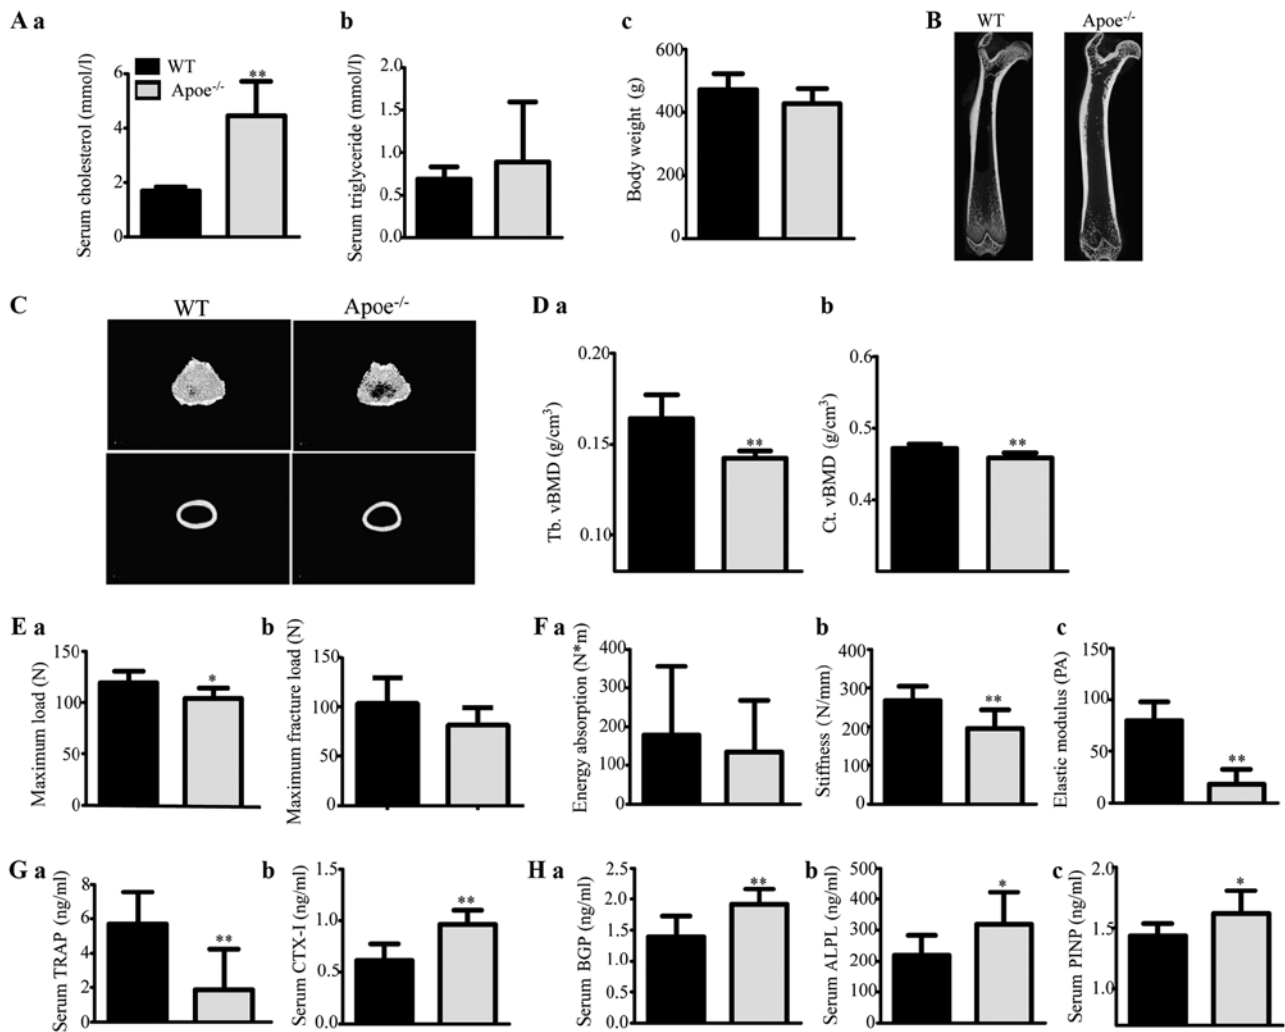 A a
b
c
B
WT
Apoe-/-
WT
Apoe-/-
Serum cholesterol (mmol/l)
6
4
2
0
**
Serum triglyceride (mmol/l)
2.0
1.5
1.0
0.5
0.0
Body weight (g)
600
400
200
0
C
WT
Apoe-/-
D a
b
Tb. vBMD (g/cm³)
0.20
0.15
0.10
**
Ct. vBMD (g/cm³)
0.6
0.5
0.4
**
E a
b
F a
b
c
Maximum load (N)
150
100
50
0
*
Maximum fracture load (N)
150
100
50
0
Energy absorption (N*m)
400
300
200
100
0
Stiffness (N/mm)
400
300
200
100
0
**
Elastic modulus (PA)
150
100
50
0
**
G a
b
H a
b
c
Serum TRAP (ng/ml)
8
6
4
2
0
**
Serum CTX-I (ng/ml)
1.5
1.0
0.5
0.0
**
Serum BGP (ng/ml)
2.5
2.0
1.5
1.0
0.5
0.0
**
Serum ALPL (ng/ml)
500
400
300
200
100
0
*
Serum PINP (ng/ml)
2.0
1.5
1.0
*